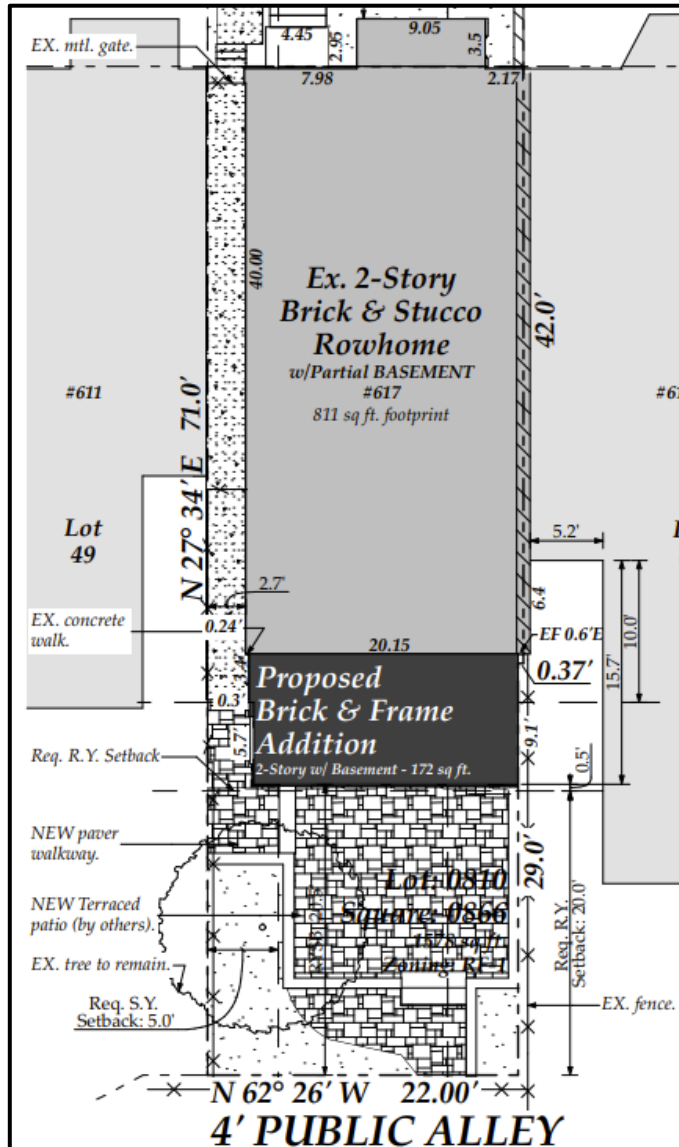 EX. mtl. gate.
4.45
2.95
9.05
3.5
7.98
2.17
40.00
Ex. 2-Story
Brick & Stucco
Rowhome
w/Partial BASEMENT
#617
811 sq ft. footprint
42.0'
#611
N 27° 34' E 71.0'
Lot
49
5.2'
2.7'
6.4
10.0'
15.7'
EX. concrete
walk.
0.24'
20.15
EF 0.6'E
0.37'
0.3'
Proposed
Brick & Frame
Addition
2-Story w/ Basement - 172 sq ft.
5.7'
9.1'
0.5'
Req. R.Y. Setback
NEW paver
walkway.
29.0'
Lot: 0810
Square: 0866
1578 sq ft.
Zoning: RF-1
Req. R.Y.
Setback: 20.0'
NEW Terraced
patio (by others).
EX. tree to remain.
Req. S.Y.
Setback: 5.0'
EX. fence.
N 62° 26' W 22.00'
4' PUBLIC ALLEY